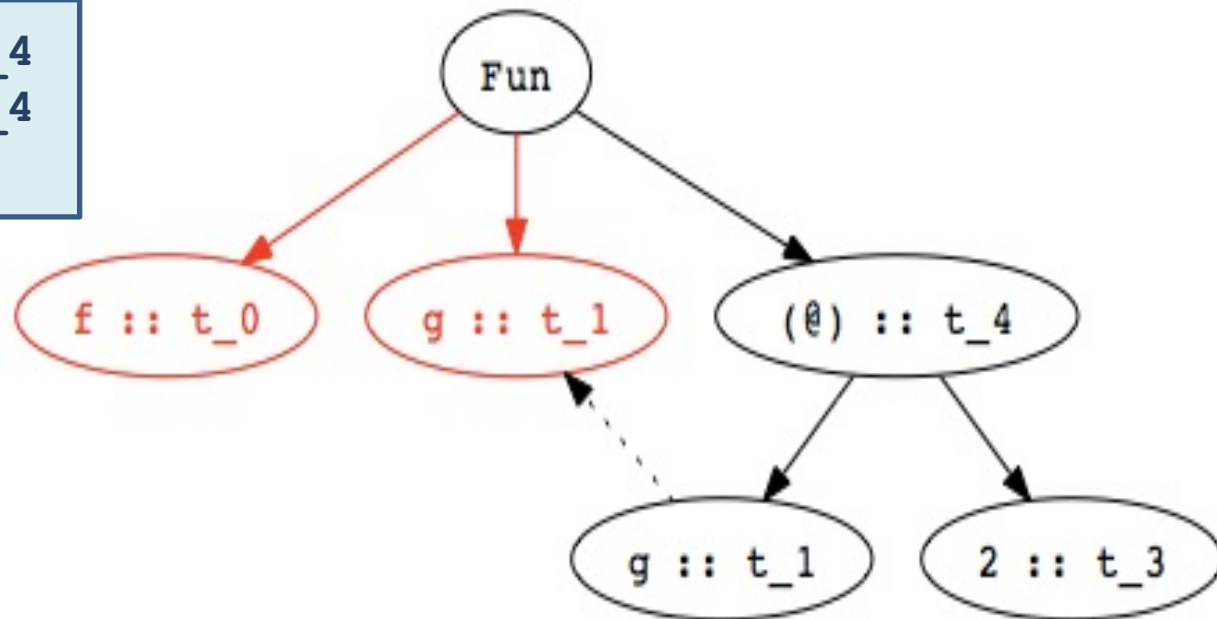 _4
_4
Fun
f :: t_0
g :: t_1
(@) :: t_4
g :: t_1
2 :: t_3